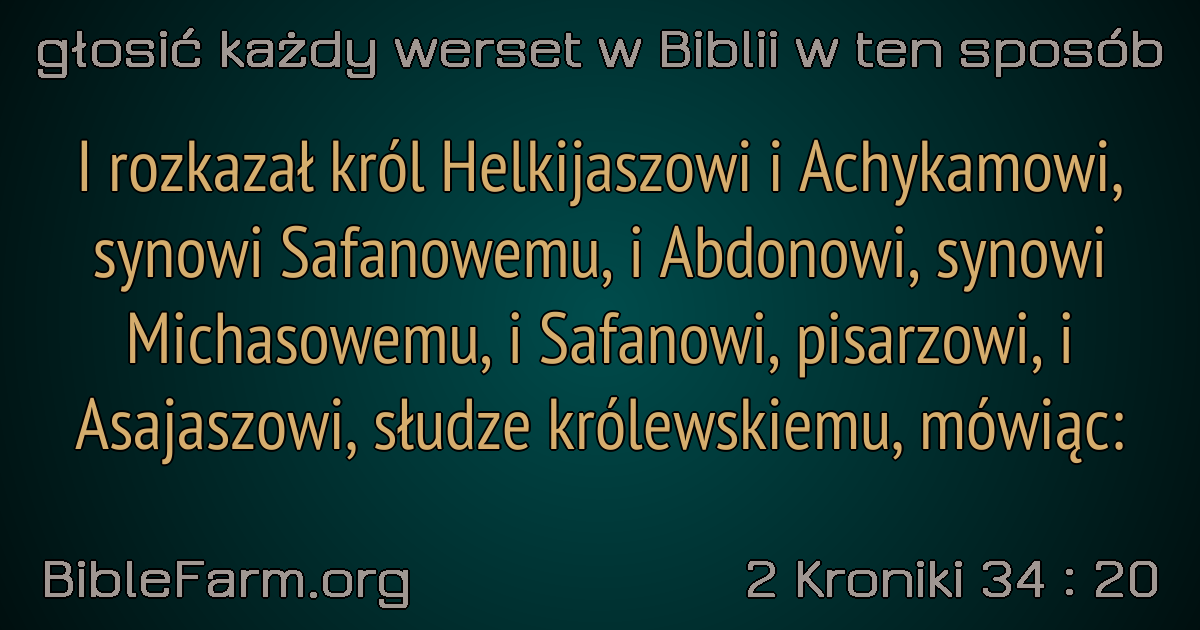 głosić każdy werset w Biblii w ten sposób
I rozkazał król Helkijaszowi i Achykamowi,
synowi Safanowemu, i Abdonowi, synowi
Michasowemu, i Safanowi, pisarzowi, i
Asajaszowi, słudze królewskiemu, mówiąc:
BibleFarm.org
2 Kroniki 34 : 20